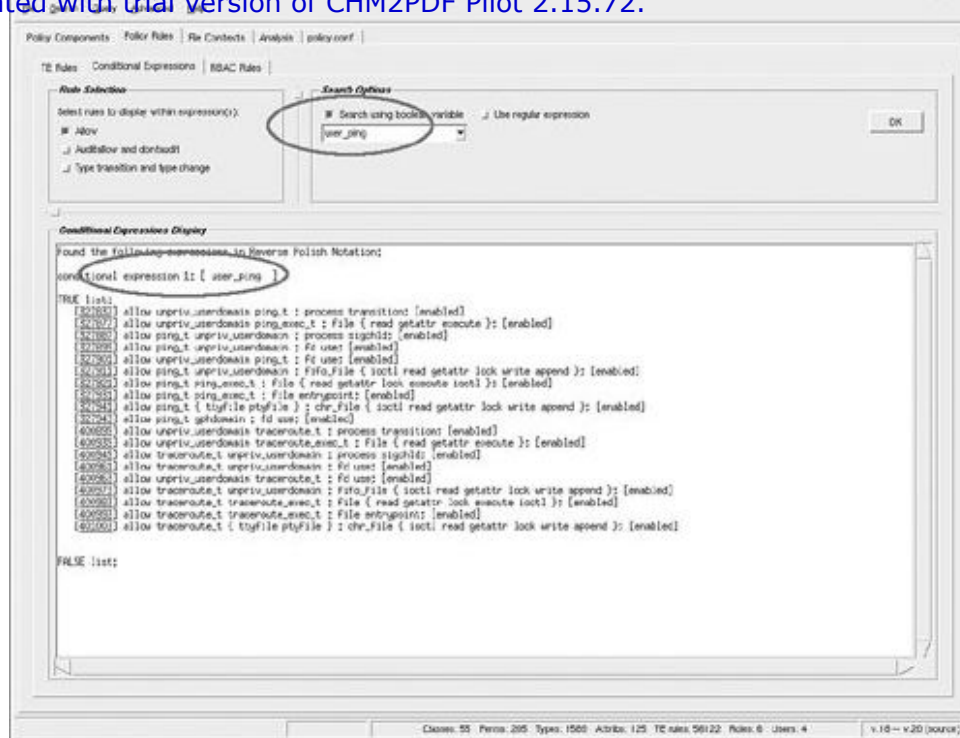 ated with trial version of CHM2PDF Pilot 2.15.72.
Policy Components Policy Rules File Contexts Analysis policy.conf
TE Rules Conditional Expressions RBAC Rules
Rule Selection
Search Options
Select rules to display within expression(s):
Search using boolean variable Use regular expression
OK
Allow
user_ping
Auditallow and dontaudit
Type transition and type change
Conditional Expressions Display
Found the following expressions in Reverse Polish Notation:
conditional expression 1: [ user_ping ]
TRUE list:
allow unpriv_userdomain ping_t : process transition; [enabled]
allow unpriv_userdomain ping_exec_t : file { read getattr execute }; [enabled]
allow ping_t unpriv_userdomain : process sigchld; [enabled]
allow ping_t unpriv_userdomain : fd use; [enabled]
allow unpriv_userdomain ping_t : fd use; [enabled]
allow ping_t unpriv_userdomain : fifo_file { ioctl read getattr lock write append }; [enabled]
allow ping_t ping_exec_t : file { read getattr lock execute ioctl }; [enabled]
allow ping_t ping_exec_t : file entrypoint; [enabled]
allow ping_t { ttyfile ptyfile } : chr_file { ioctl read getattr lock write append }; [enabled]
allow ping_t gphdomain : fd use; [enabled]
allow unpriv_userdomain traceroute_t : process transition; [enabled]
allow unpriv_userdomain traceroute_exec_t : file { read getattr execute }; [enabled]
allow traceroute_t unpriv_userdomain : process sigchld; [enabled]
allow traceroute_t unpriv_userdomain : fd use; [enabled]
allow unpriv_userdomain traceroute_t : fd use; [enabled]
allow traceroute_t unpriv_userdomain : fifo_file { ioctl read getattr lock write append }; [enabled]
allow traceroute_t traceroute_exec_t : file { read getattr lock execute ioctl }; [enabled]
allow traceroute_t traceroute_exec_t : file entrypoint; [enabled]
allow traceroute_t { ttyfile ptyfile } : chr_file { ioctl read getattr lock write append }; [enabled]
FALSE list:
Classes: 55 Perms: 205 Types: 1580 Attribs: 125 TE rules: 56122 Roles: 6 Users: 4 v.18 -- v.20 (source)